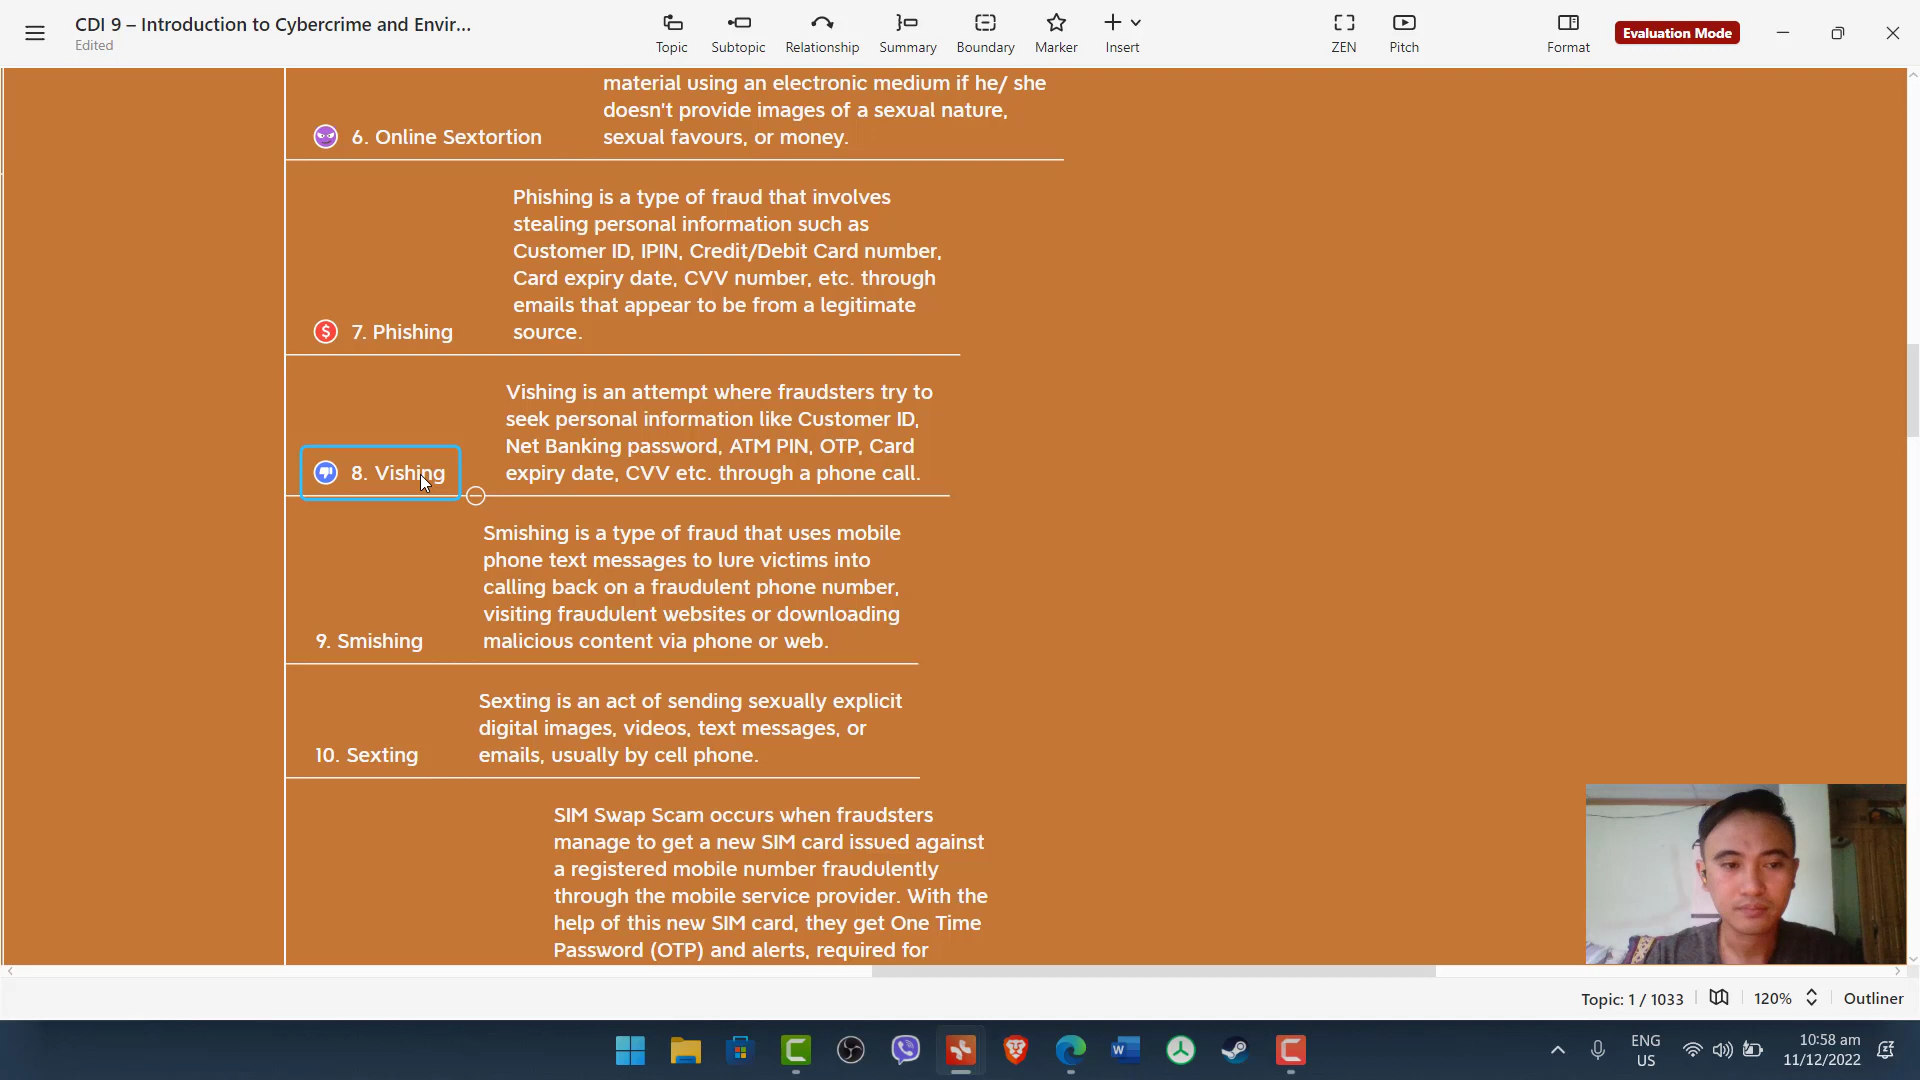 CDI 9 – Introduction to Cybercrime and Envir...
Edited
Topic
Subtopic
Relationship
Summary
Boundary
Marker
Insert
ZEN
Pitch
Format
Evaluation Mode
material using an electronic medium if he/ she
doesn't provide images of a sexual nature,
sexual favours, or money.
6. Online Sextortion
Phishing is a type of fraud that involves
stealing personal information such as
Customer ID, IPIN, Credit/Debit Card number,
Card expiry date, CVV number, etc. through
emails that appear to be from a legitimate
source.
7. Phishing
Vishing is an attempt where fraudsters try to
seek personal information like Customer ID,
Net Banking password, ATM PIN, OTP, Card
expiry date, CVV etc. through a phone call.
8. Vishing
Smishing is a type of fraud that uses mobile
phone text messages to lure victims into
calling back on a fraudulent phone number,
visiting fraudulent websites or downloading
malicious content via phone or web.
9. Smishing
Sexting is an act of sending sexually explicit
digital images, videos, text messages, or
emails, usually by cell phone.
10. Sexting
SIM Swap Scam occurs when fraudsters
manage to get a new SIM card issued against
a registered mobile number fraudulently
through the mobile service provider. With the
help of this new SIM card, they get One Time
Password (OTP) and alerts, required for
Topic: 1 / 1033
120%
Outliner
ENG
US
10:58 am
11/12/2022